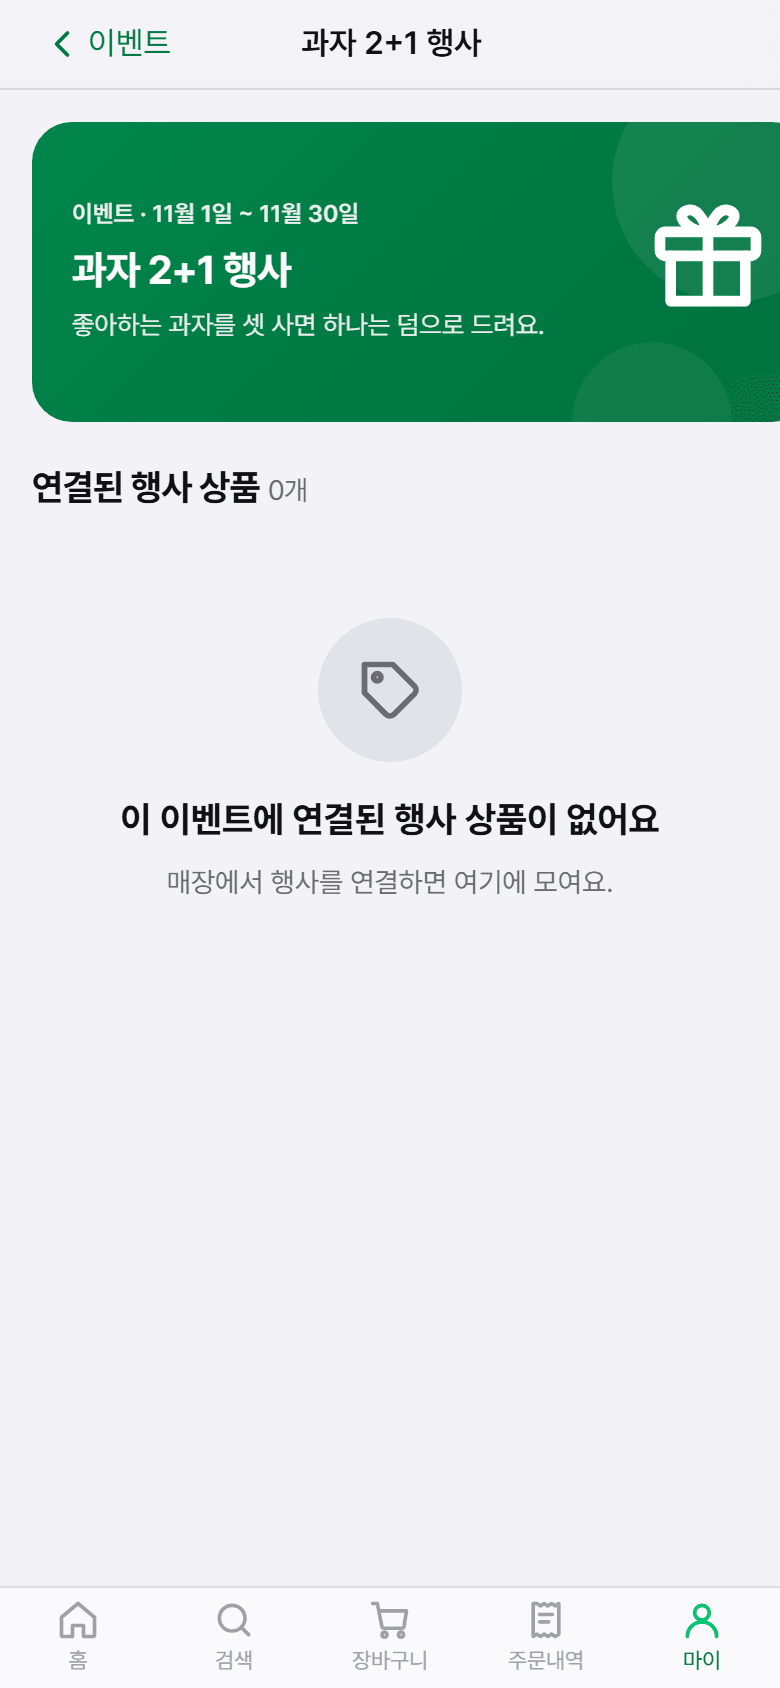 이벤트
과자 2+1 행사
이벤트 · 11월 1일 ~ 11월 30일
과자 2+1 행사
좋아하는 과자를 셋 사면 하나는 덤으로 드려요.
연결된 행사 상품 0개
이 이벤트에 연결된 행사 상품이 없어요
매장에서 행사를 연결하면 여기에 모여요.
홈
검색
장바구니
주문내역
마이